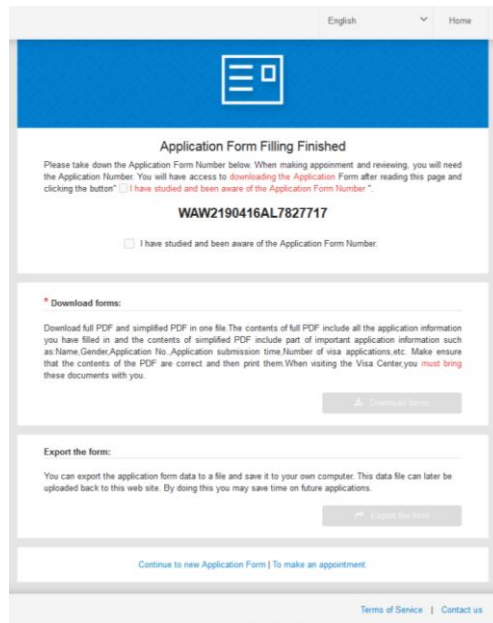 English Home
Application Form Filling Finished
Please take down the Application Form Number below. When making appoinment and reviewing, you will need
the Application Number. You will have access to downloading the Application Form after reading this page and
clicking the button" I have studied and been aware of the Application Form Number ".
WAW2190416AL7827717
I have studied and been aware of the Application Form Number.
* Download forms:
Download full PDF and simplified PDF in one file.The contents of full PDF include all the application information
you have filled in and the contents of simplified PDF include part of important application information such
as:Name,Gender,Application No.,Application submission time,Number of visa applications,etc. Make ensure
that the contents of the PDF are correct and then print them.When visiting the Visa Center,you must bring
these documents with you.
Download forms
Export the form:
You can export the application form data to a file and save it to your own computer. This data file can later be
uploaded back to this web site. By doing this you may save time on future applications.
Export the form
Continue to new Application Form | To make an appointment.
Terms of Service | Contact us